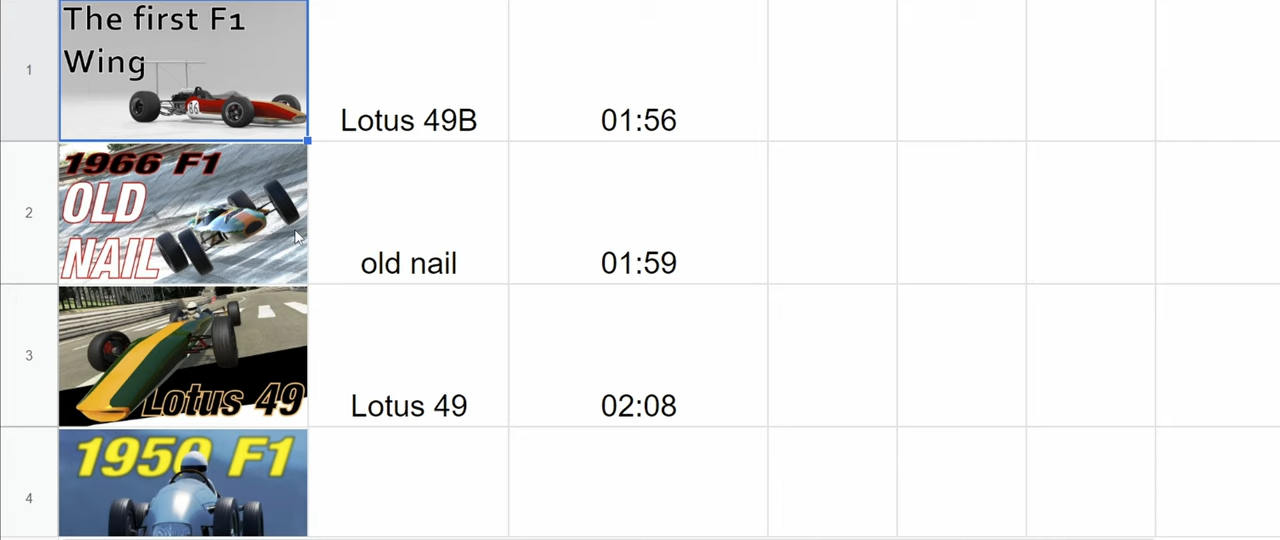 1
The first F1
Wing
36
Lotus 49B
01:56
2
1966 F1
OLD
NAIL
old nail
01:59
3
Lotus 49
Lotus 49
02:08
4
1950 F1